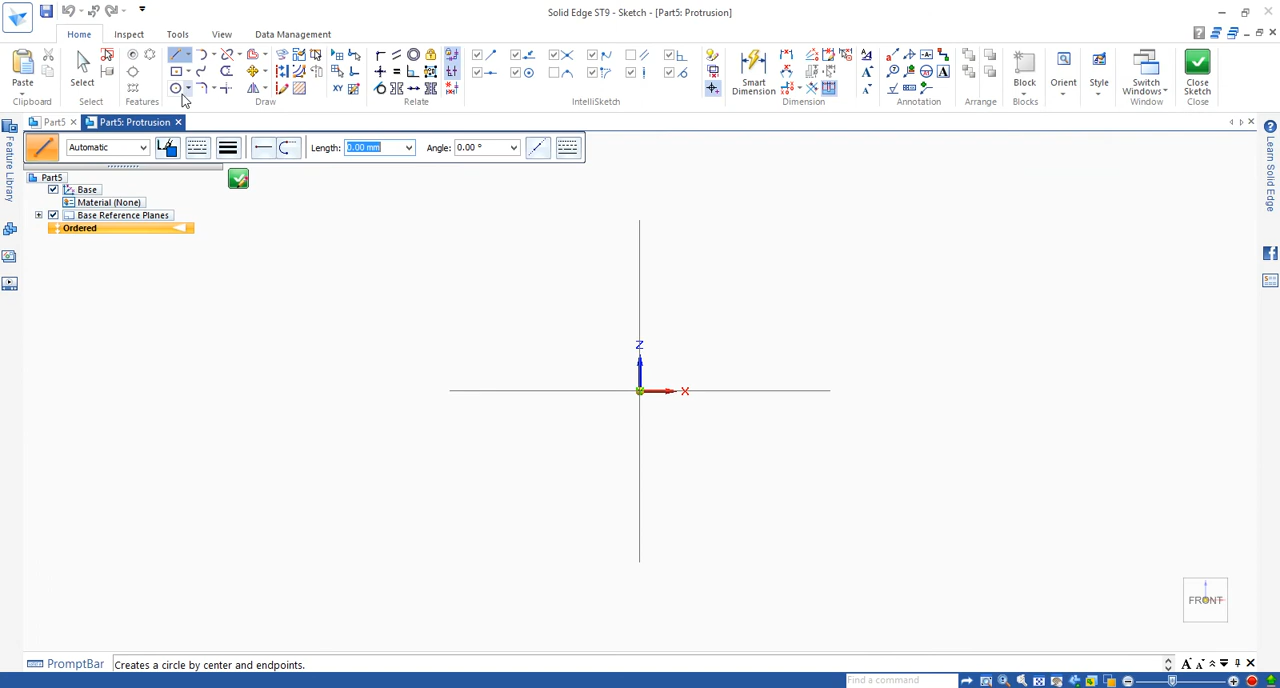 Solid Edge ST9 - Sketch - [Part5: Protrusion]
Home Inspect Tools View Data Management
Paste Select Smart Dimension Block Orient Style Switch Windows Close Sketch
Clipboard Select Features Draw Relate IntelliSketch Dimension Annotation Arrange Blocks Window Close
Part5 Part5: Protrusion
Automatic Length: 0.00 mm Angle: 0.00 °
Part5
Base
Material (None)
Base Reference Planes
Ordered
Feature Library
Learn Solid Edge
Z
X
FRONT
PromptBar Creates a circle by center and endpoints.
Find a command